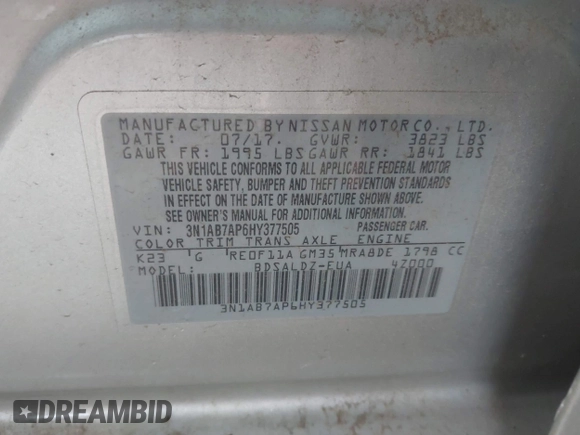 MANUFACTURED BY NISSAN MOTOR CO., LTD.
DATE: 07/17. GVWR: 3823 LBS
GAWR FR: 1995 LBS GAWR RR: 1841 LBS
THIS VEHICLE CONFORMS TO ALL APPLICABLE FEDERAL MOTOR
VEHICLE SAFETY, BUMPER AND THEFT PREVENTION STANDARDS
IN EFFECT ON THE DATE OF MANUFACTURE SHOWN ABOVE.
SEE OWNER'S MANUAL FOR ADDITIONAL INFORMATION.
VIN: 3N1AB7AP6HY377505 PASSENGER CAR.
COLOR TRIM TRANS AXLE ENGINE
K23 G RE0F11A GM35 MRA8DE 1798 CC
MODEL: BDSALDZ-EUA 47000
3N1AB7AP6HY377505
DREAMBID